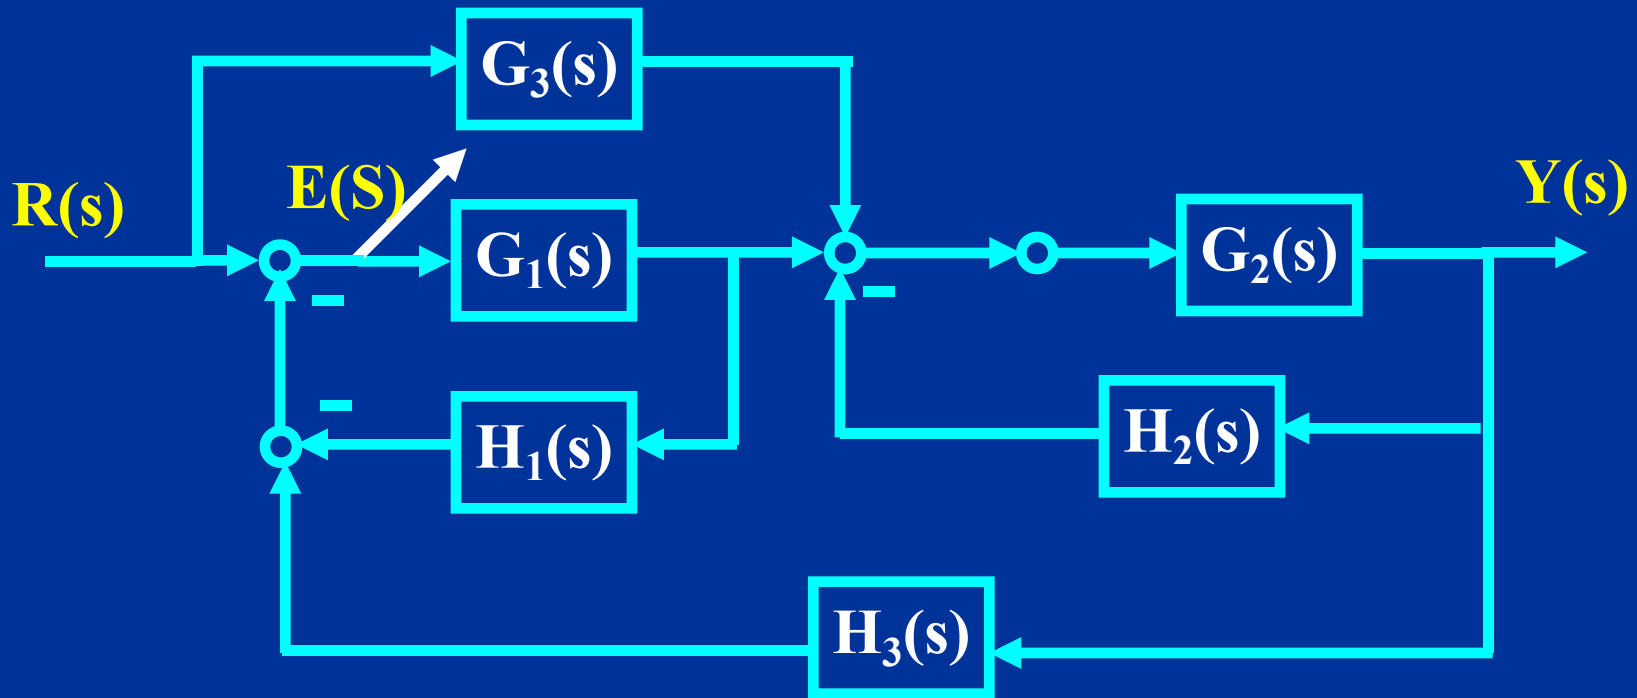 G₃(s)
E(S)
R(s)
Y(s)
G₁(s)
G₂(s)
-
-
-
H₁(s)
H₂(s)
H₃(s)